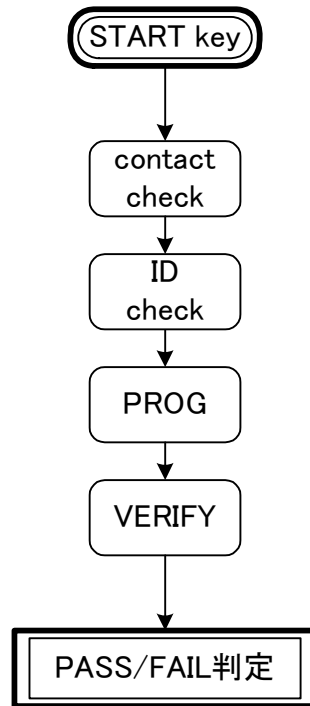 START key
contact
check
ID
check
PROG
VERIFY
PASS/FAIL判定